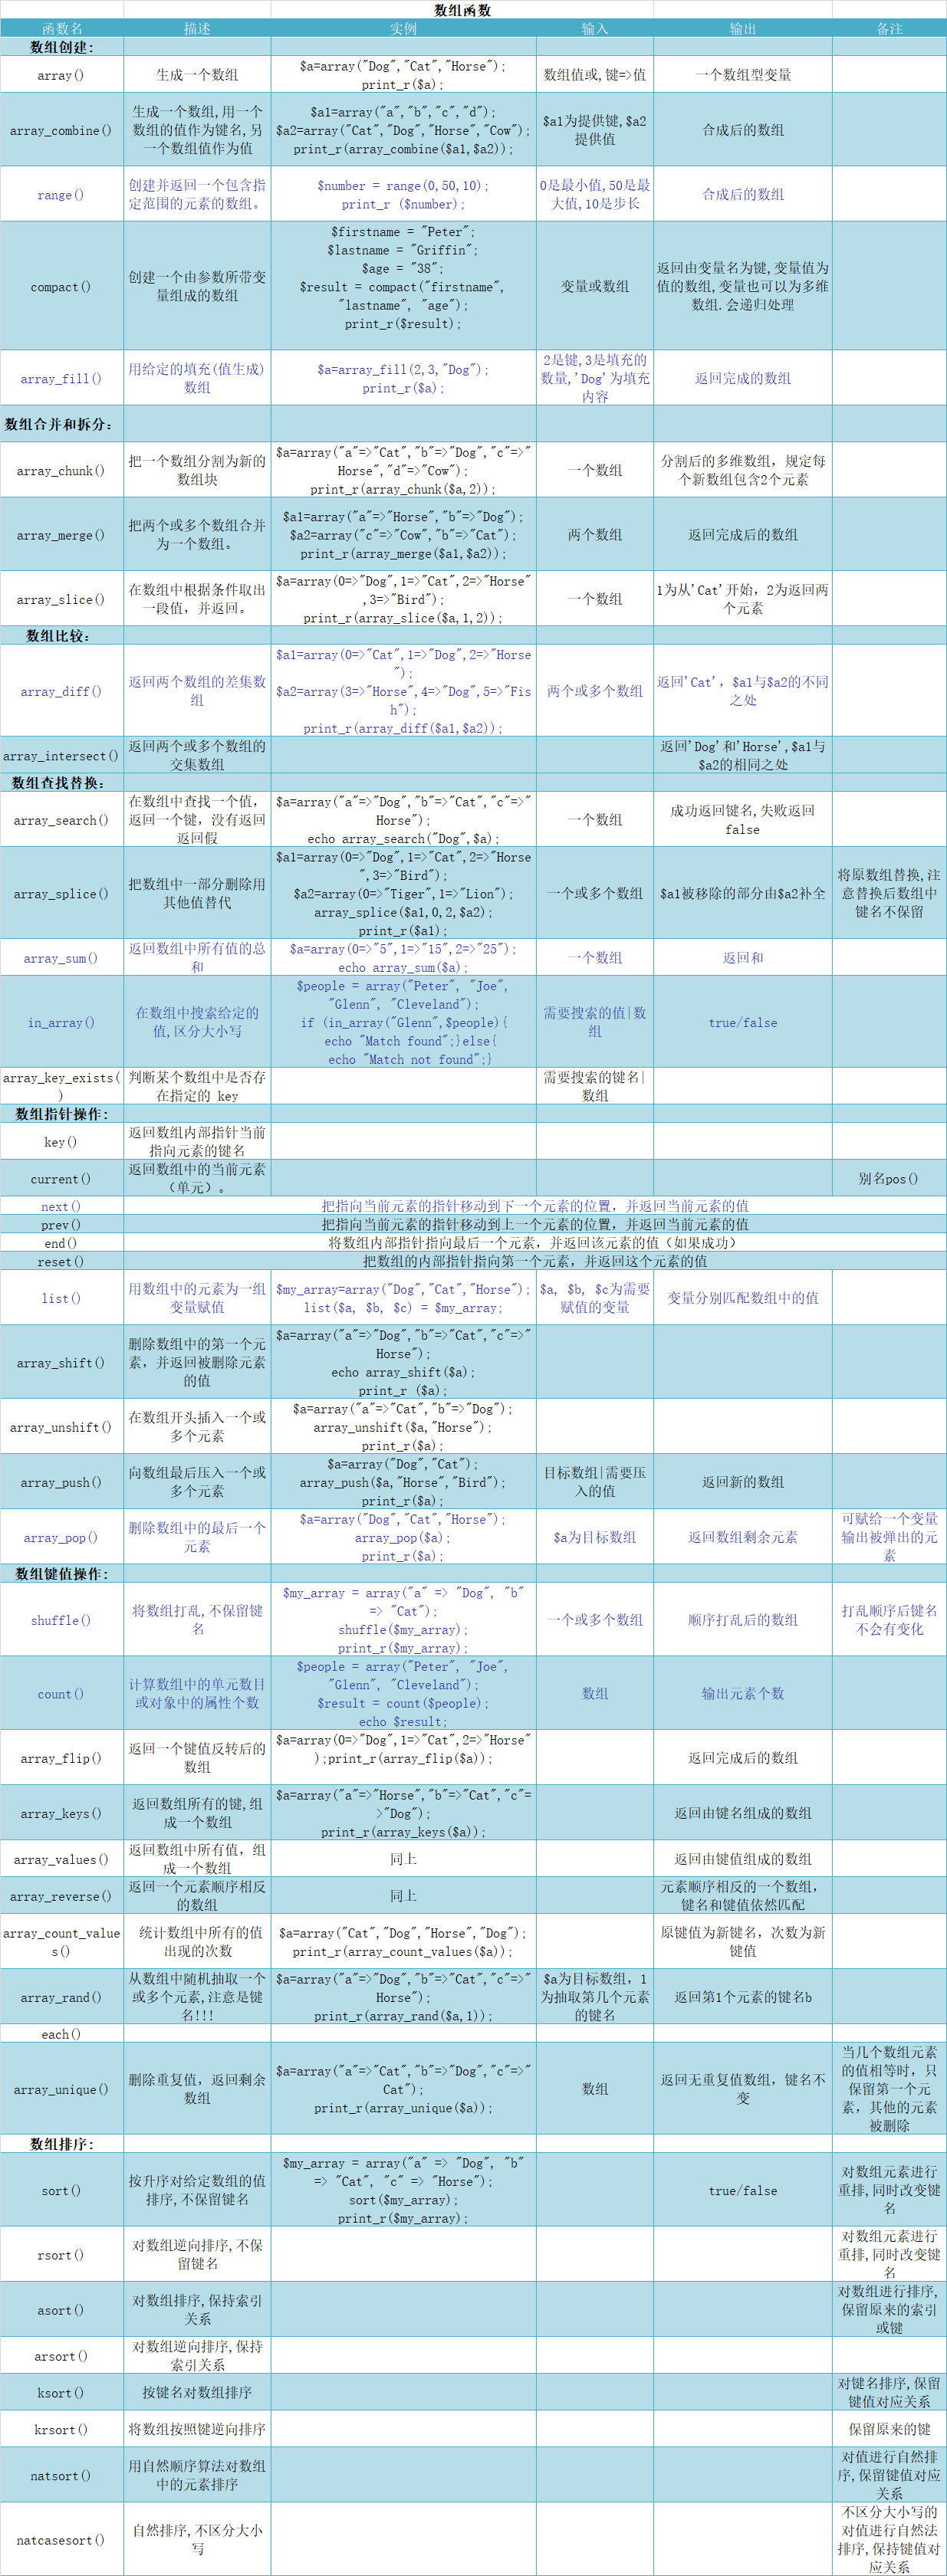 数组函数
函数名 描述 实例 输入 输出 备注
数组创建:
array() 生成一个数组 $a=array("Dog","Cat","Horse"); print_r($a); 数组值或,键=>值 一个数组型变量
array_combine() 生成一个数组,用一个数组的值作为键名,另一个数组值作为值 $a1=array("a","b","c","d"); $a2=array("Cat","Dog","Horse","Cow"); print_r(array_combine($a1,$a2)); $a1为提供键,$a2提供值 合成后的数组
range() 创建并返回一个包含指定范围的元素的数组。 $number = range(0,50,10); print_r ($number); 0是最小值,50是最大值,10是步长 合成后的数组
compact() 创建一个由参数所带变量组成的数组 $firstname = "Peter"; $lastname = "Griffin"; $age = "38"; $result = compact("firstname", "lastname", "age"); print_r($result); 变量或数组 返回由变量名为键,变量值为值的数组,变量也可以为多维数组.会递归处理
array_fill() 用给定的填充(值生成)数组 $a=array_fill(2,3,"Dog"); print_r($a); 2是键,3是填充的数量,'Dog'为填充内容 返回完成的数组
数组合并和拆分:
array_chunk() 把一个数组分割为新的数组块 $a=array("a"=>"Cat","b"=>"Dog","c"=>"Horse","d"=>"Cow"); print_r(array_chunk($a,2)); 一个数组 分割后的多维数组, 规定每个新数组包含2个元素
array_merge() 把两个或多个数组合并为一个数组。 $a1=array("a"=>"Horse","b"=>"Dog"); $a2=array("c"=>"Cow","b"=>"Cat"); print_r(array_merge($a1,$a2)); 两个数组 返回完成后的数组
array_slice() 在数组中根据条件取出一段值, 并返回。 $a=array(0=>"Dog",1=>"Cat",2=>"Horse",3=>"Bird"); print_r(array_slice($a,1,2)); 一个数组 1为从'Cat'开始, 2为返回两个元素
数组比较:
array_diff() 返回两个数组的差集数组 $a1=array(0=>"Cat",1=>"Dog",2=>"Horse"); $a2=array(3=>"Horse",4=>"Dog",5=>"Fish"); print_r(array_diff($a1,$a2)); 两个或多个数组 返回'Cat', $a1与$a2的不同之处
array_intersect() 返回两个或多个数组的交集数组 返回'Dog'和'Horse',$a1与$a2的相同之处
数组查找替换:
array_search() 在数组中查找一个值, 返回一个键, 没有返回返回假 $a=array("a"=>"Dog","b"=>"Cat","c"=>"Horse"); echo array_search("Dog",$a); 一个数组 成功返回键名,失败返回false
array_splice() 把数组中一部分删除用其他值替代 $a1=array(0=>"Dog",1=>"Cat",2=>"Horse",3=>"Bird"); $a2=array(0=>"Tiger",1=>"Lion"); array_splice($a1,0,2,$a2); print_r($a1); 一个或多个数组 $a1被移除的部分由$a2补全 将原数组替换,注意替换后数组中键名不保留
array_sum() 返回数组中所有值的总和 $a=array(0=>"5",1=>"15",2=>"25"); echo array_sum($a); 一个数组 返回和
in_array() 在数组中搜索给定的值,区分大小写 $people = array("Peter", "Joe", "Glenn", "Cleveland"); if (in_array("Glenn",$people){ echo "Match found";}else{ echo "Match not found";} 需要搜索的值|数组 true/false
array_key_exists() 判断某个数组中是否存在指定的 key 需要搜索的键名|数组
数组指针操作:
key() 返回数组内部指针当前指向元素的键名
current() 返回数组中的当前元素(单元)。 别名pos()
next() 把指向当前元素的指针移动到下一个元素的位置, 并返回当前元素的值
prev() 把指向当前元素的指针移动到上一个元素的位置, 并返回当前元素的值
end() 将数组内部指针指向最后一个元素, 并返回该元素的值(如果成功)
reset() 把数组的内部指针指向第一个元素, 并返回这个元素的值
list() 用数组中的元素为一组变量赋值 $my_array=array("Dog","Cat","Horse"); list($a, $b, $c) = $my_array; $a, $b, $c为需要赋值的变量 变量分别匹配数组中的值
array_shift() 删除数组中的第一个元素, 并返回被删除元素的值 $a=array("a"=>"Dog","b"=>"Cat","c"=>"Horse"); echo array_shift($a); print_r ($a);
array_unshift() 在数组开头插入一个或多个元素 $a=array("a"=>"Cat","b"=>"Dog"); array_unshift($a,"Horse"); print_r($a);
array_push() 向数组最后压入一个或多个元素 $a=array("Dog","Cat"); array_push($a,"Horse","Bird"); print_r($a); 目标数组|需要压入的值 返回新的数组
array_pop() 删除数组中的最后一个元素 $a=array("Dog","Cat","Horse"); array_pop($a); print_r($a); $a为目标数组 返回数组剩余元素 可赋给一个变量输出被弹出的元素
数组键值操作:
shuffle() 将数组打乱,不保留键名 $my_array = array("a" => "Dog", "b" => "Cat"); shuffle($my_array); print_r($my_array); 一个或多个数组 顺序打乱后的数组 打乱顺序后键名不会有变化
count() 计算数组中的单元数目或对象中的属性个数 $people = array("Peter", "Joe", "Glenn", "Cleveland"); $result = count($people); echo $result; 数组 输出元素个数
array_flip() 返回一个键值反转后的数组 $a=array(0=>"Dog",1=>"Cat",2=>"Horse");print_r(array_flip($a)); 返回完成后的数组
array_keys() 返回数组所有的键,组成一个数组 $a=array("a"=>"Horse","b"=>"Cat","c"=>"Dog"); print_r(array_keys($a)); 返回由键名组成的数组
array_values() 返回数组中所有值, 组成一个数组 同上 返回由键值组成的数组
array_reverse() 返回一个元素顺序相反的数组 同上 元素顺序相反的一个数组, 键名和键值依然匹配
array_count_values() 统计数组中所有的值出现的次数 $a=array("Cat","Dog","Horse","Dog"); print_r(array_count_values($a)); 原键值为新键名, 次数为新键值
array_rand() 从数组中随机抽取一个或多个元素,注意是键名!!! $a=array("a"=>"Dog","b"=>"Cat","c"=>"Horse"); print_r(array_rand($a,1)); $a为目标数组, 1为抽取第几个元素的键名 返回第1个元素的键名b
each()
array_unique() 删除重复值, 返回剩余数组 $a=array("a"=>"Cat","b"=>"Dog","c"=>"Cat"); print_r(array_unique($a)); 数组 返回无重复值数组, 键名不变 当几个数组元素的值相等时, 只保留第一个元素, 其他的元素被删除
数组排序:
sort() 按升序对给定数组的值排序,不保留键名 $my_array = array("a" => "Dog", "b" => "Cat", "c" => "Horse"); sort($my_array); print_r($my_array); true/false 对数组元素进行重排,同时改变键名
rsort() 对数组逆向排序,不保留键名 对数组元素进行重排,同时改变键名
asort() 对数组排序,保持索引关系 对数组进行排序,保留原来的索引或键
arsort() 对数组逆向排序,保持索引关系
ksort() 按键名对数组排序 对键名排序,保留键值对应关系
krsort() 将数组按照键逆向排序 保留原来的键
natsort() 用自然顺序算法对数组中的元素排序 对值进行自然排序,保留键值对应关系
natcasesort() 自然排序,不区分大小写 不区分大小写的对值进行自然法排序,保持键值对应关系